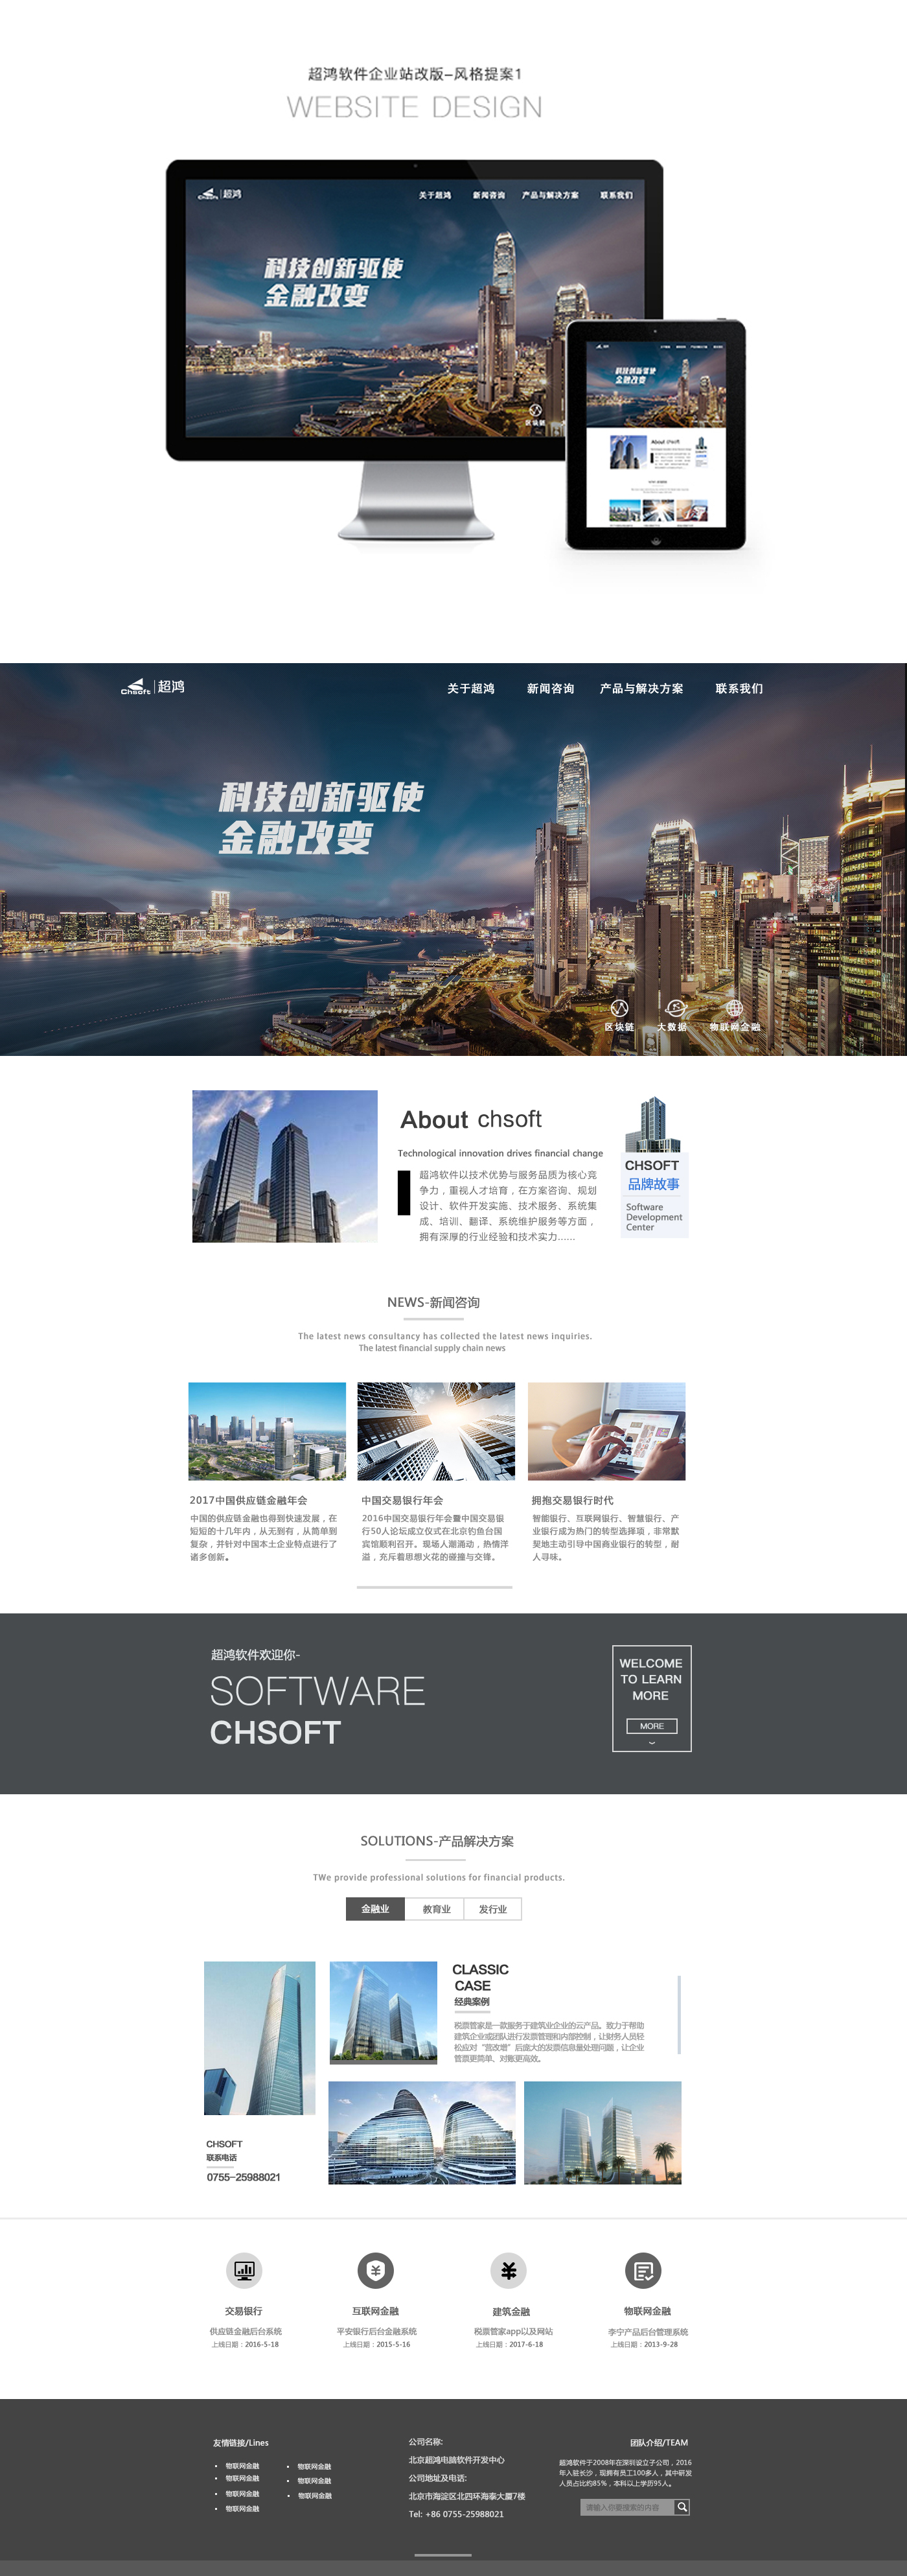 超鸿软件企业站改版-风格提案1
WEBSITE DESIGN
Chsoft 超鸿
关于超鸿 新闻咨询 产品与解决方案 联系我们
科技创新驱使
金融改变
区块链
科技创新驱使
金融改变
About chsoft
Chsoft 超鸿
关于超鸿 新闻咨询 产品与解决方案 联系我们
科技创新驱使
金融改变
区块链 大数据 物联网金融
About chsoft
Technological innovation drives financial change
超鸿软件以技术优势与服务品质为核心竞
争力，重视人才培育，在方案咨询、规划
设计、软件开发实施、技术服务、系统集
成、培训、翻译、系统维护服务等方面，
拥有深厚的行业经验和技术实力......
CHSOFT
品牌故事
Software
Development
Center
NEWS-新闻咨询
The latest news consultancy has collected the latest news inquiries.
The latest financial supply chain news
2017中国供应链金融年会
中国的供应链金融也得到快速发展，在
短短的十几年内，从无到有，从简单到
复杂，并针对中国本土企业特点进行了
诸多创新。
中国交易银行年会
2016中国交易银行年会暨中国交易银
行50人论坛成立仪式在北京钓鱼台国
宾馆顺利召开。现场人潮涌动，热情洋
溢，充斥着思想火花的碰撞与交锋。
拥抱交易银行时代
智能银行、互联网银行、智慧银行、产
业银行成为热门的转型选择项，非常默
契地主动引导中国商业银行的转型，耐
人寻味。
超鸿软件欢迎你-
SOFTWARE
CHSOFT
WELCOME
TO LEARN
MORE
MORE
SOLUTIONS-产品解决方案
TWe provide professional solutions for financial products.
金融业 教育业 发行业
CLASSIC
CASE
经典案例
税票管家是一款服务于建筑业企业的云产品。致力于帮助
建筑企业或团队进行发票管理和内部控制，让财务人员轻
松应对“营改增”后庞大的发票信息量处理问题，让企业
管票更简单、对账更高效。
CHSOFT
联系电话
0755-25988021
交易银行
供应链金融后台系统
上线日期：2016-5-18
互联网金融
平安银行后台金融系统
上线日期：2015-5-16
建筑金融
税票管家app以及网站
上线日期：2017-6-18
物联网金融
李宁产品后台管理系统
上线日期：2013-9-28
友情链接/Lines
物联网金融 物联网金融
物联网金融 物联网金融
物联网金融 物联网金融
物联网金融
公司名称:
北京超鸿电脑软件开发中心
公司地址及电话:
北京市海淀区北四环海泰大厦7楼
Tel: +86 0755-25988021
团队介绍/TEAM
超鸿软件于2008年在深圳设立子公司，2016
年入驻长沙，现拥有员工100多人，其中研发
人员占比约85%，本科以上学历95人。
请输入你要搜索的内容